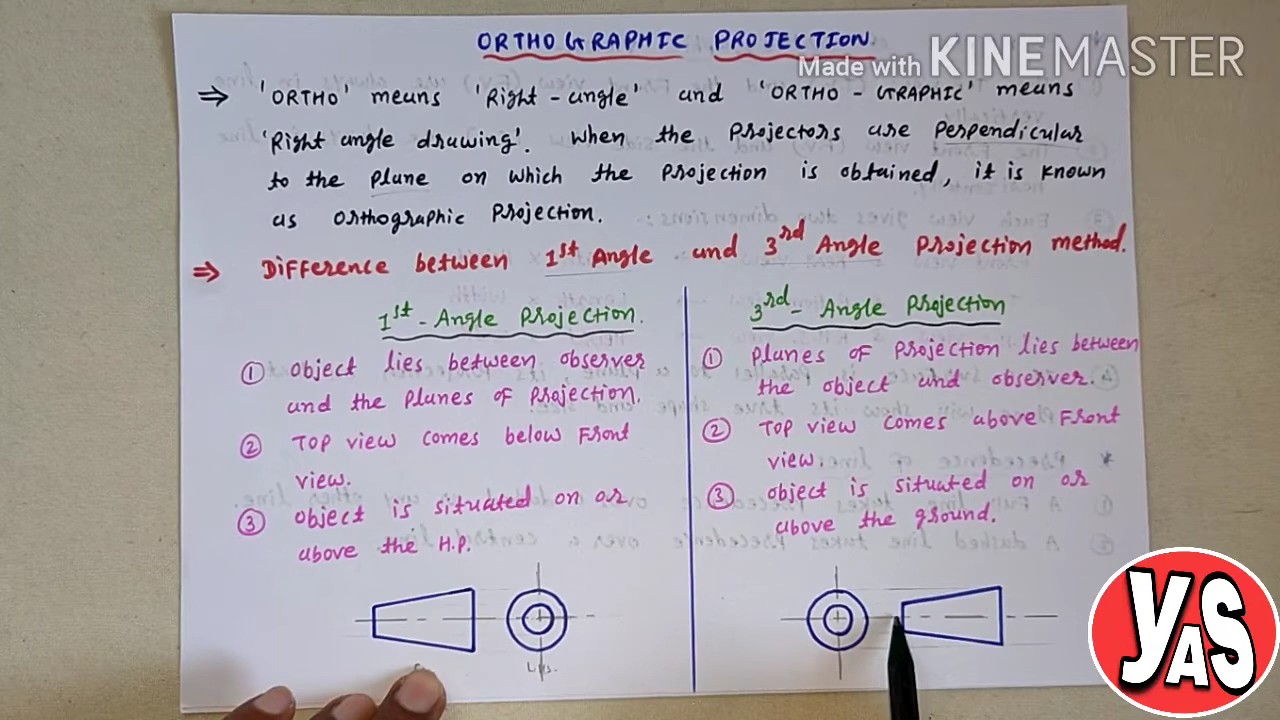 ORTHOGRAPHIC PROJECTION.
Made with KINEMASTER
⇒ 'ORTHO' means 'Right-angle' and 'ORTHO-GRAPHIC' means
'Right angle drawing'. When the projectors are perpendicular
to the plane on which the projection is obtained, it is known
as orthographic projection.
⇒ Difference between 1st Angle and 3rd Angle projection method.
1st-Angle projection.
① object lies between observer
and the planes of projection.
② Top view comes below Front
view.
③ object is situated on or
above the H.P.
3rd-Angle projection
① planes of projection lies between
the object and observer.
② Top view comes above Front
view.
③ object is situated on or
above the ground.
YAS